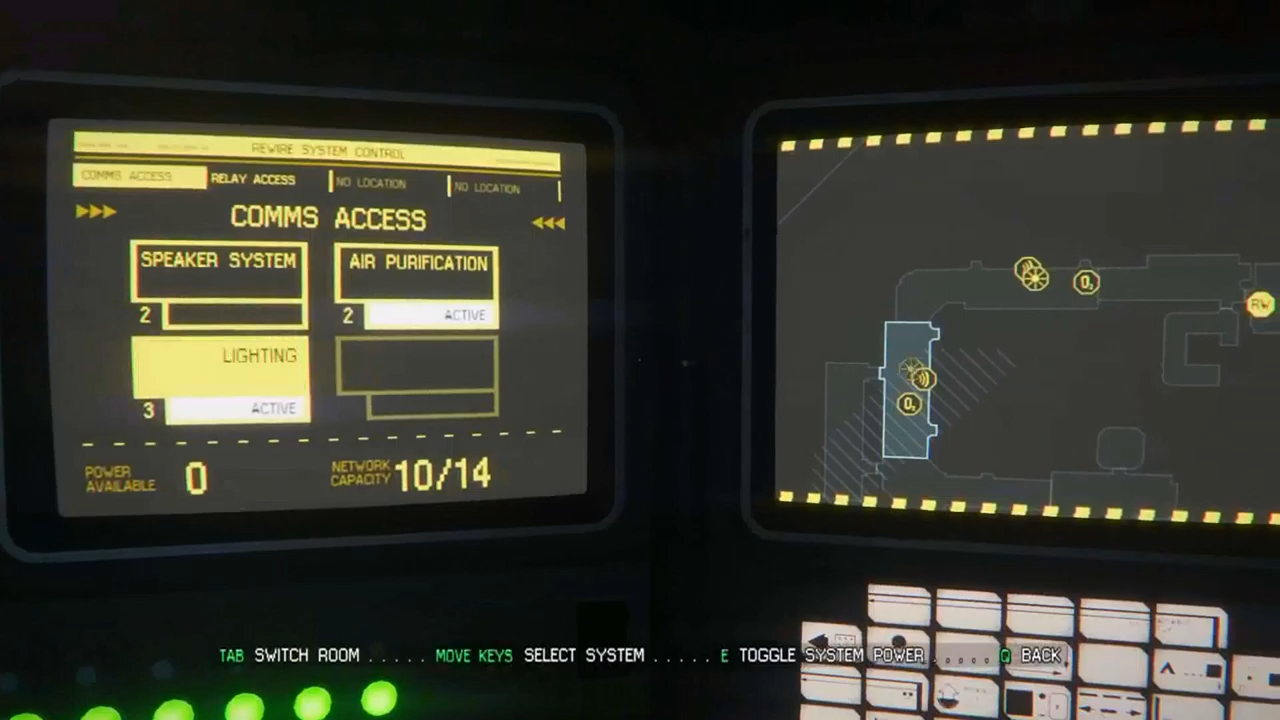 REWIRE SYSTEM CONTROL
COMMS ACCESS RELAY ACCESS NO LOCATION NO LOCATION
COMMS ACCESS
SPEAKER SYSTEM AIR PURIFICATION
2 2 ACTIVE
LIGHTING
3 ACTIVE
POWER AVAILABLE 0 NETWORK CAPACITY 10/14
O₂
RW
O₂
TAB SWITCH ROOM ..... MOVE KEYS SELECT SYSTEM ..... E TOGGLE SYSTEM POWER ..... Q BACK